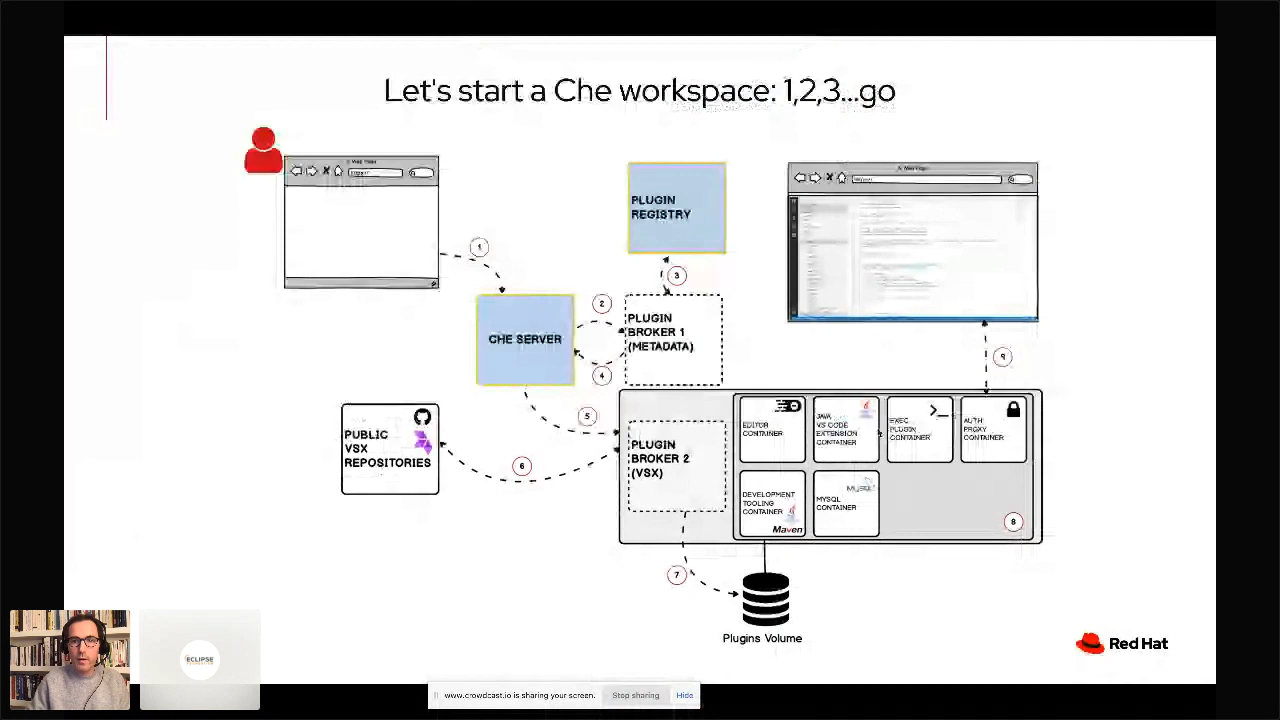 Let's start a Che workspace: 1,2,3...go
1
PLUGIN
REGISTRY
3
2
CHE SERVER
PLUGIN
BROKER 1
(METADATA)
4
9
5
PUBLIC
VSX
REPOSITORIES
6
PLUGIN
BROKER 2
(VSX)
EDITOR
CONTAINER
JAVA
VS CODE
EXTENSION
CONTAINER
EXEC
PLUGIN
CONTAINER
AUTH
PROXY
CONTAINER
DEVELOPMENT
TOOLING
CONTAINER
Maven
MySQL
MYSQL
CONTAINER
8
7
Plugins Volume
Red Hat
ECLIPSE
FOUNDATION
www.crowdcast.io is sharing your screen.
Stop sharing
Hide